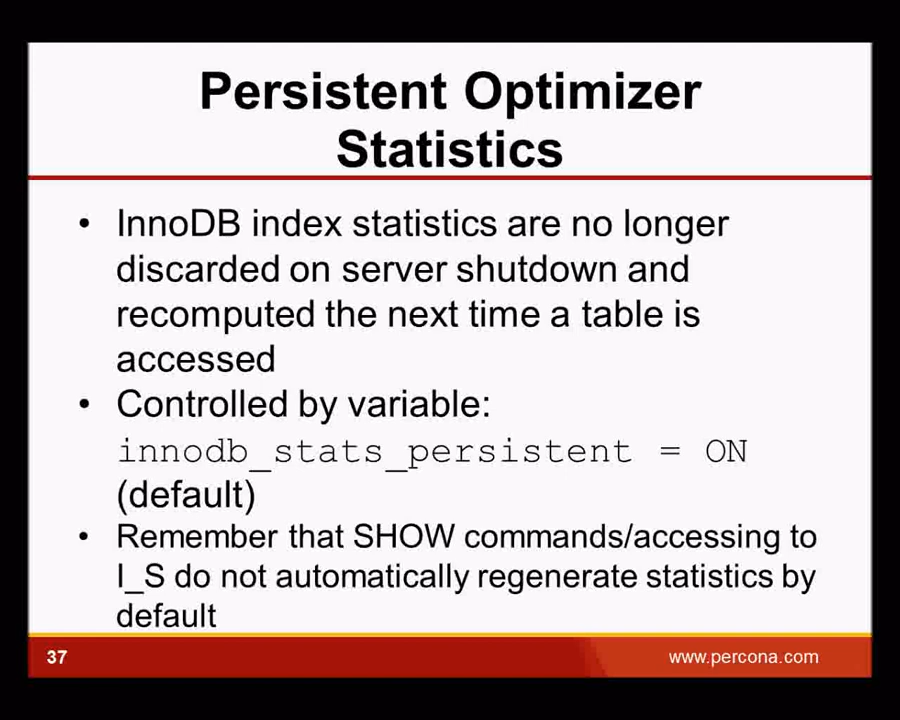 Persistent Optimizer
Statistics
• InnoDB index statistics are no longer
discarded on server shutdown and
recomputed the next time a table is
accessed
• Controlled by variable:
innodb_stats_persistent = ON
(default)
• Remember that SHOW commands/accessing to
I_S do not automatically regenerate statistics by
default
37
www.percona.com